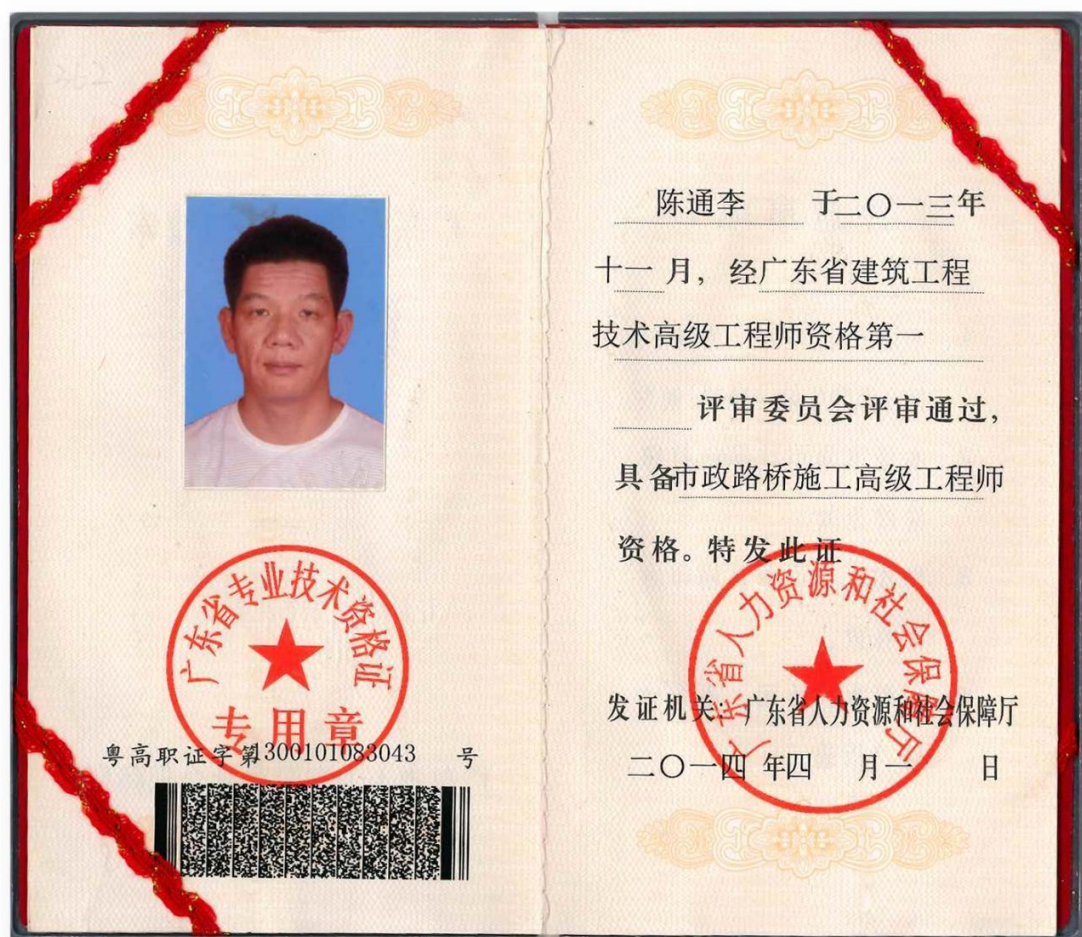 262
广东省专业技术资格证
专用章
粤高职证字第1300101083043 号
陈通李 于二〇一三年
十一月，经广东省建筑工程
技术高级工程师资格第一
评审委员会评审通过，
具备市政路桥施工高级工程师
资格。特发此证
广东省人力资源和社会保障厅
发证机关：广东省人力资源和社会保障厅
二〇一四 年四 月一 日